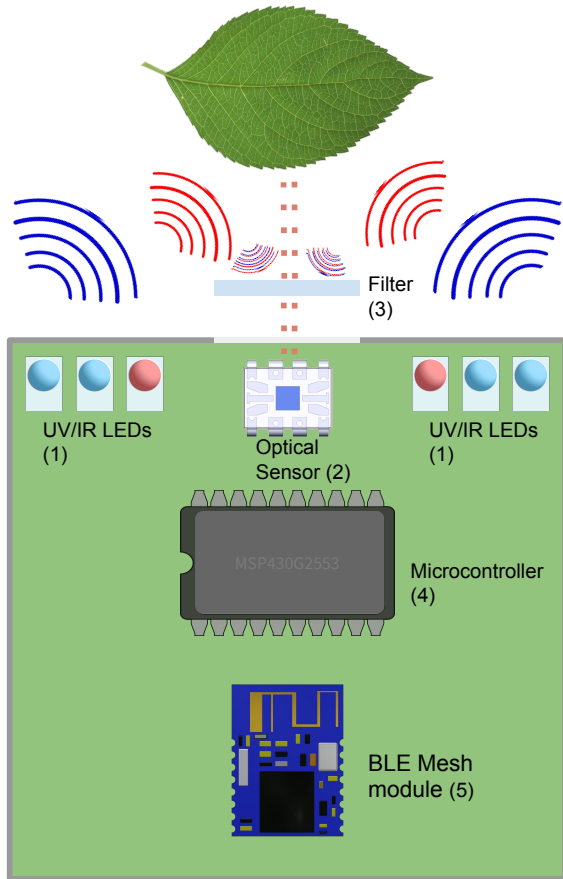 Filter
(3)
UV/IR LEDs
(1)
Optical
Sensor (2)
UV/IR LEDs
(1)
MSP430G2553
Microcontroller
(4)
BLE Mesh
module (5)